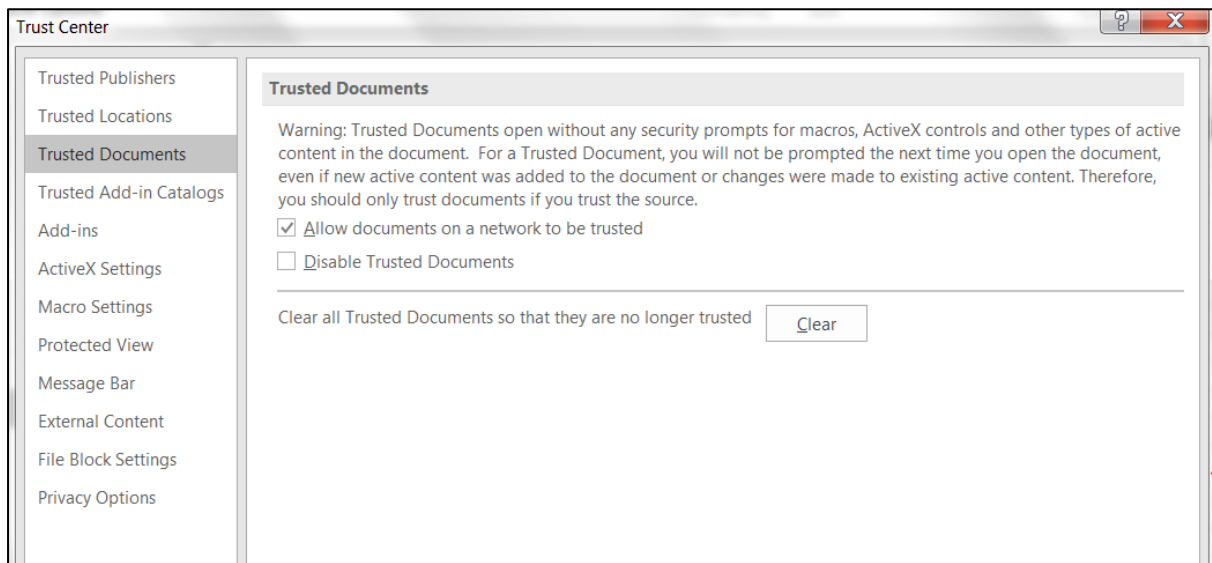 Trust Center
Trusted Publishers
Trusted Locations
Trusted Documents
Trusted Add-in Catalogs
Add-ins
ActiveX Settings
Macro Settings
Protected View
Message Bar
External Content
File Block Settings
Privacy Options
Trusted Documents
Warning: Trusted Documents open without any security prompts for macros, ActiveX controls and other types of active
content in the document.  For a Trusted Document, you will not be prompted the next time you open the document,
even if new active content was added to the document or changes were made to existing active content. Therefore,
you should only trust documents if you trust the source.
Allow documents on a network to be trusted
Disable Trusted Documents
Clear all Trusted Documents so that they are no longer trusted
Clear